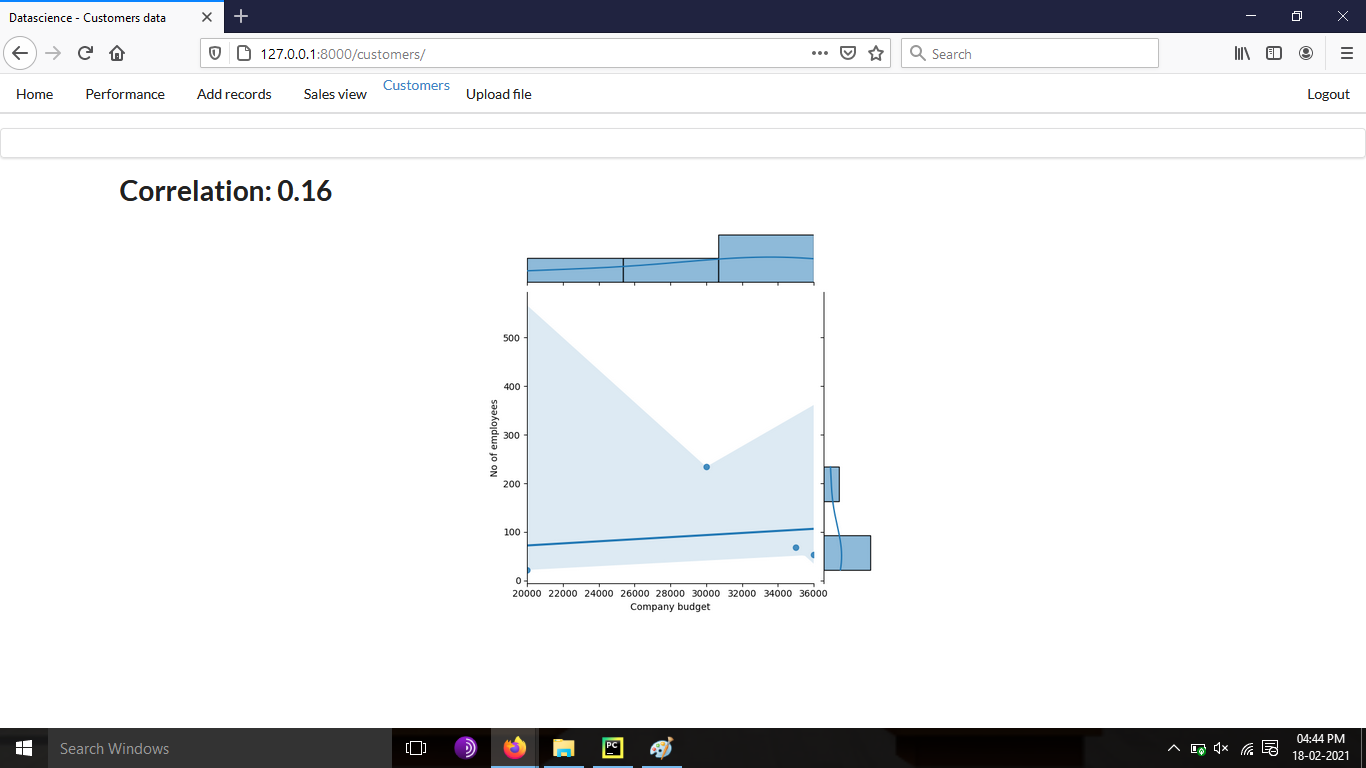 Datascience - Customers data
127.0.0.1:8000/customers/
Search
Home Performance Add records Sales view Customers Upload file Logout
Correlation: 0.16
500
400
300
200
100
0
No of employees
20000 22000 24000 26000 28000 30000 32000 34000 36000
Company budget
Search Windows
PC
04:44 PM
18-02-2021